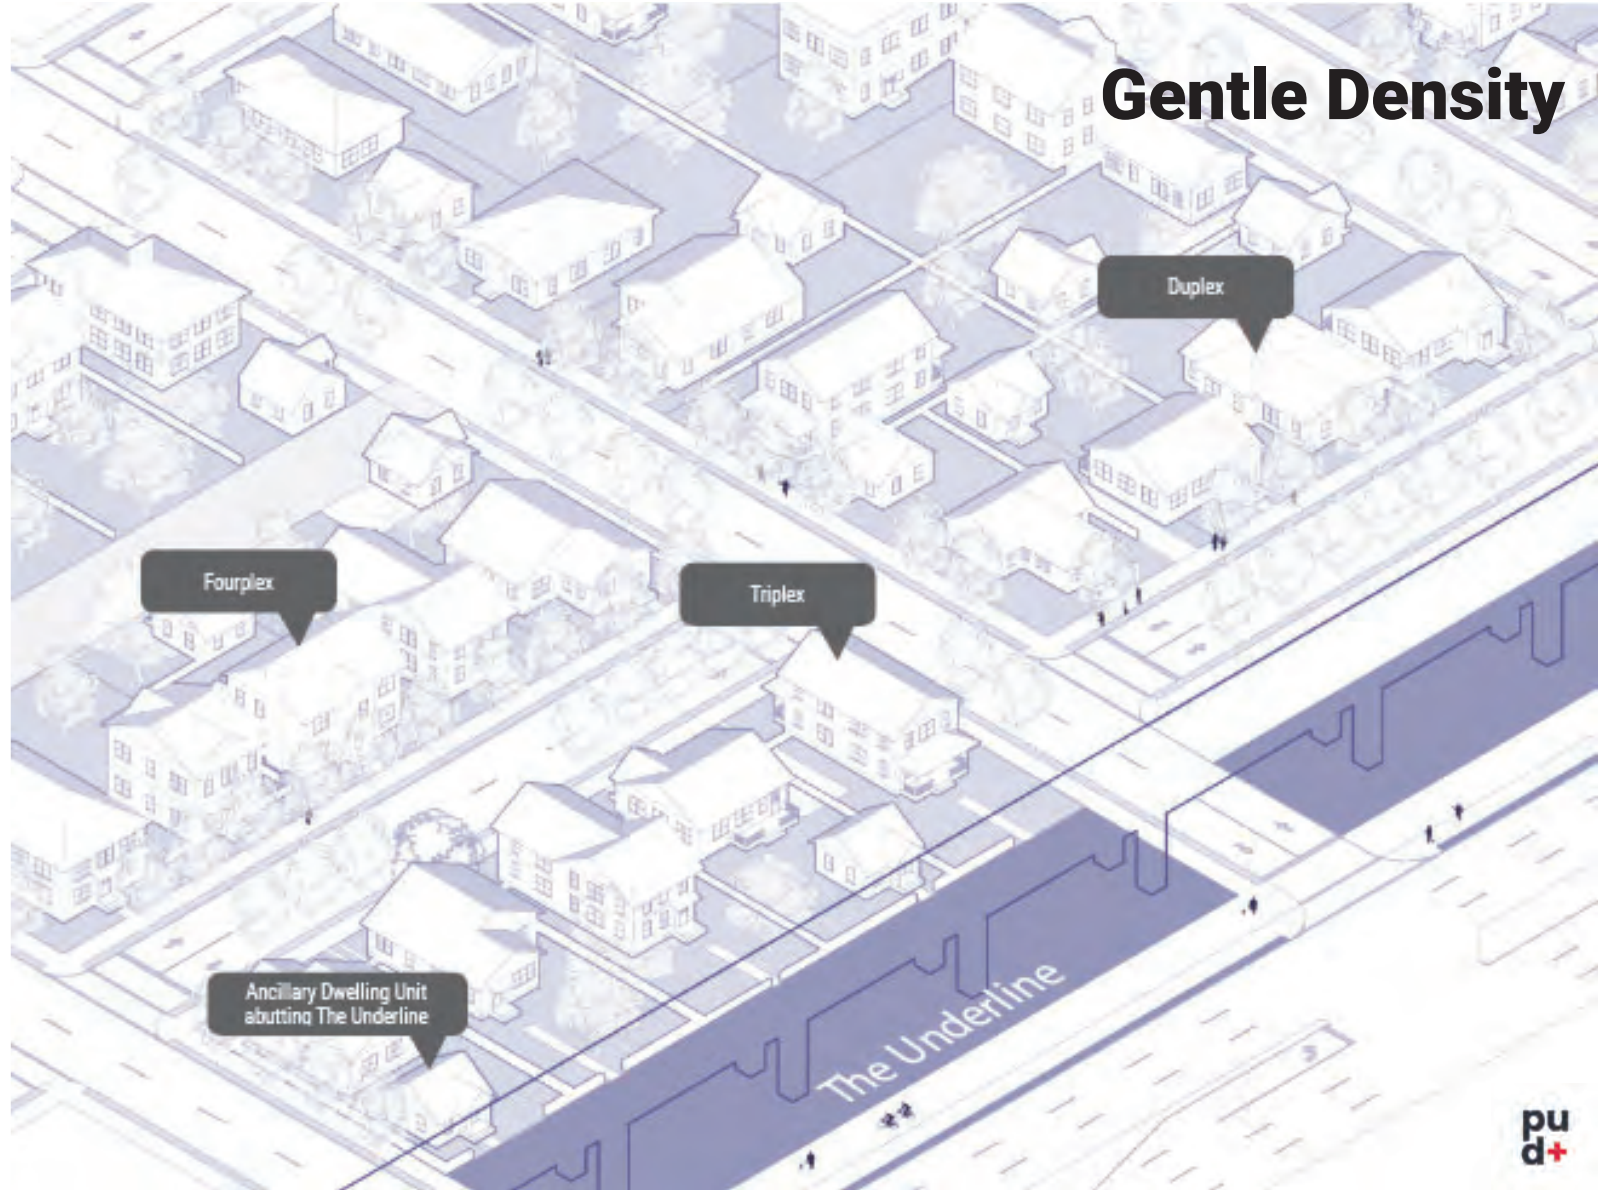 Gentle Density
Duplex
Fourplex
Triplex
Ancillary Dwelling Unit
abutting The Underline
The Underline
pu
d+